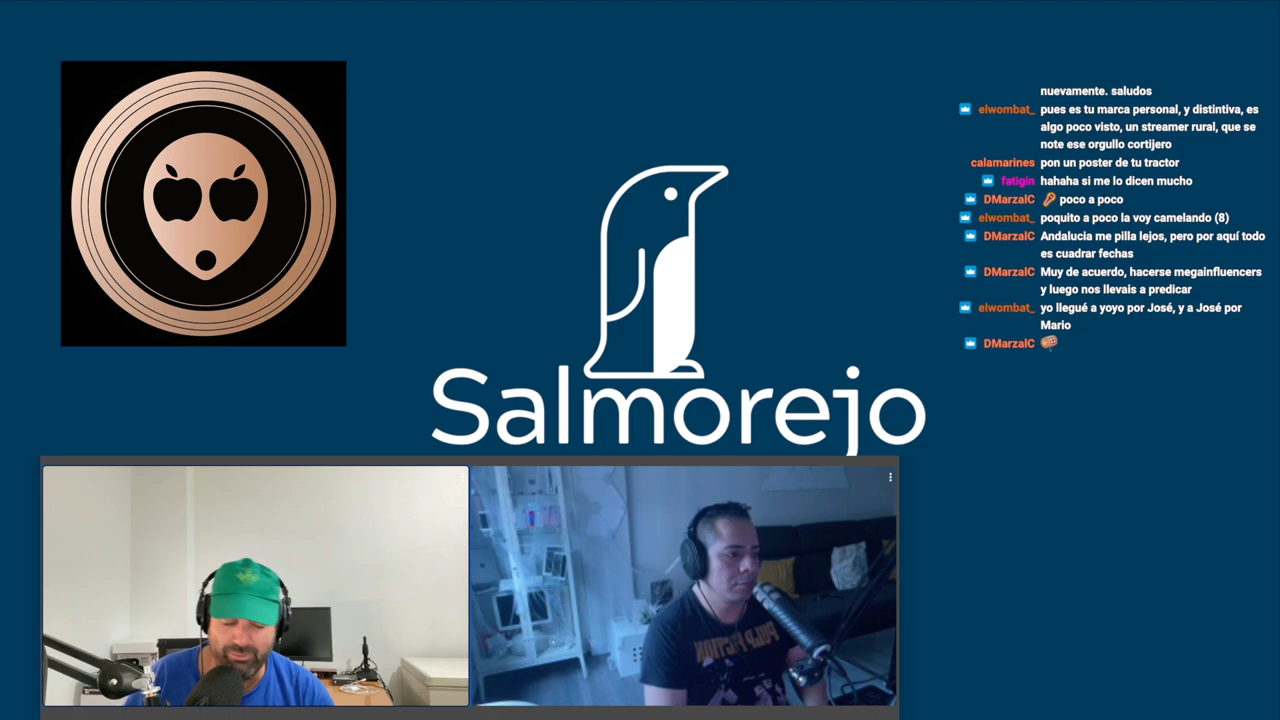 nuevamente. saludos
elwombat_ pues es tu marca personal, y distintiva, es
algo poco visto, un streamer rural, que se
note ese orgullo cortijero
calamarines pon un poster de tu tractor
fatigin hahaha si me lo dicen mucho
DMarzalC poco a poco
elwombat_ poquito a poco la voy camelando (8)
DMarzalC Andalucia me pilla lejos, pero por aquí todo
es cuadrar fechas
DMarzalC Muy de acuerdo, hacerse megainfluencers
y luego nos llevais a predicar
elwombat_ yo llegué a yoyo por José, y a José por
Mario
DMarzalC
Salmorejo
PULP FICTION